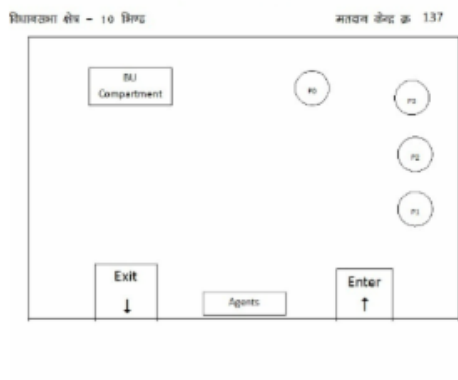 विधानसभा क्षेत्र - 10 भिण्ड
मतदान केन्द्र क्र 137
BU
Compartment
P0
P3
P2
P1
Exit
↓
Agents
Enter
↑